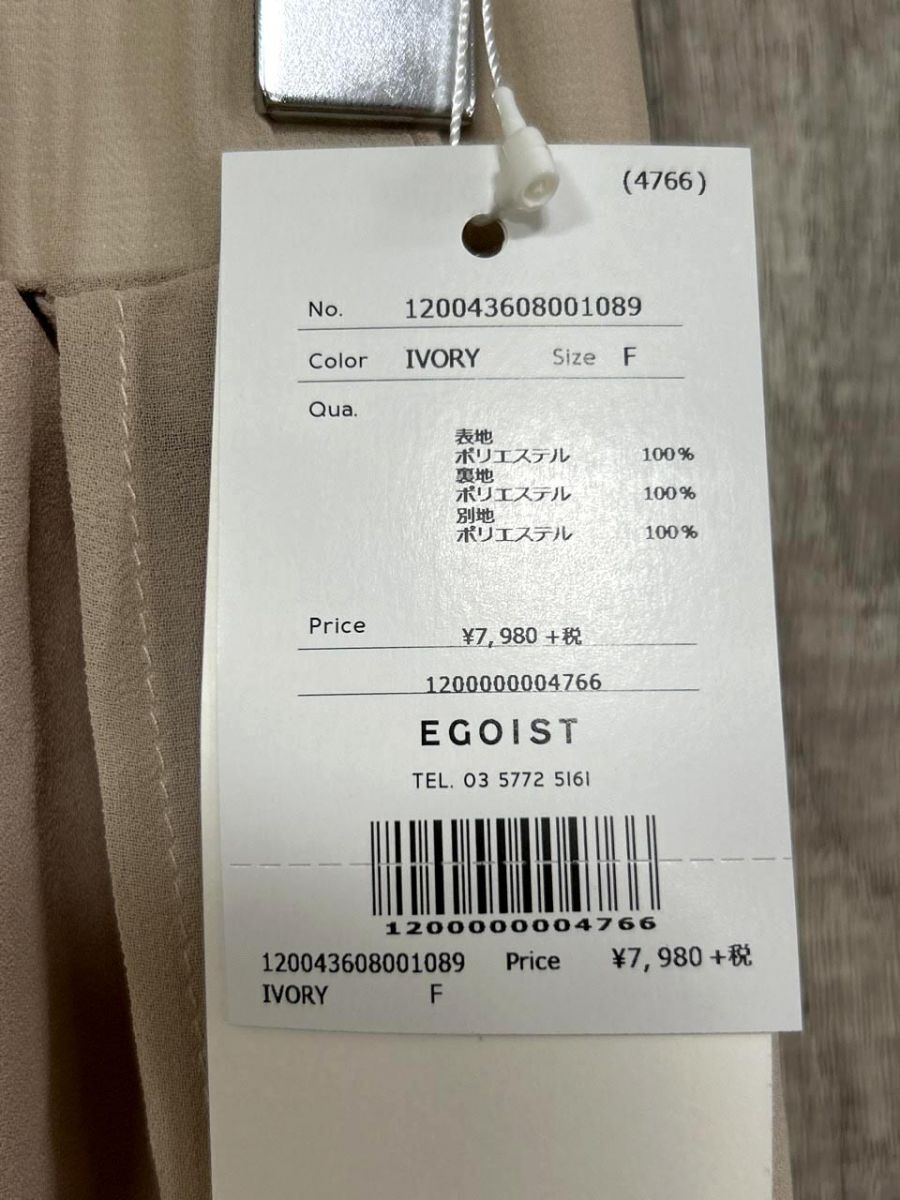 (4766)
No. 120043608001089
Color IVORY Size F
Qua.
表地
ポリエステル 100%
裏地
ポリエステル 100%
別地
ポリエステル 100%
Price ¥7,980 +税
1200000004766
EGOIST
TEL. 03 5772 5161
1200000004766
120043608001089 Price ¥7,980 +税
IVORY F